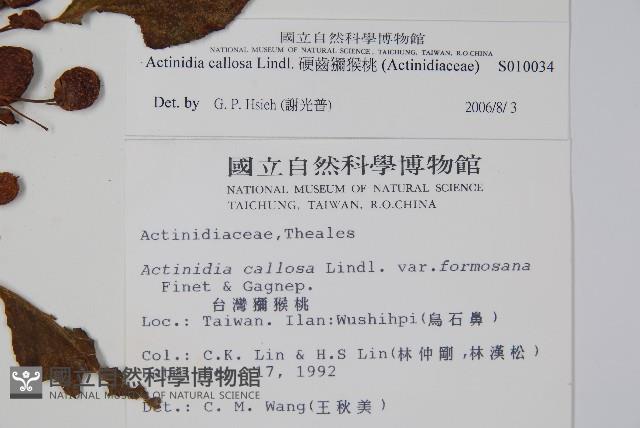 國立自然科學博物館
NATIONAL MUSEUM OF NATURAL SCIENCE, TAICHUNG, TAIWAN, R.O.CHINA
Actinidia callosa Lindl. 硬齒獼猴桃 (Actinidiaceae) S010034
Det. by G. P. Hsieh (謝光普) 2006/8/ 3
國立自然科學博物館
NATIONAL MUSEUM OF NATURAL SCIENCE
TAICHUNG, TAIWAN, R.O.CHINA
Actinidiaceae,Theales
Actinidia callosa Lindl. var.formosana
Finet & Gagnep.
台灣獼猴桃
Loc.: Taiwan. Ilan:Wushihpi(烏石鼻)
Col.: C.K. Lin & H.S Lin(林仲剛,林漢松)
17, 1992
國立自然科學博物館
NATIONAL MUSEUM OF NATURAL SCIENCE
Det.: C. M. Wang(王秋美)